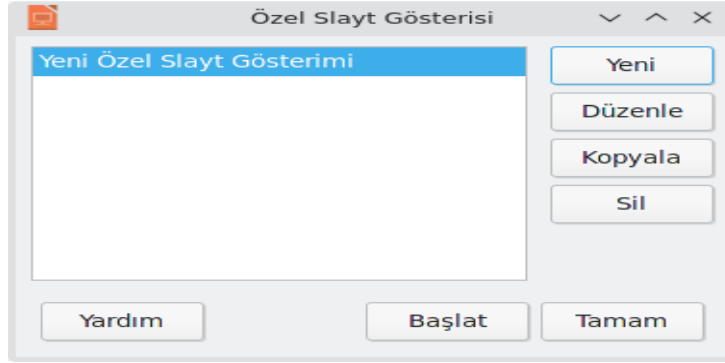 Özel Slayt Gösterisi
Yeni Özel Slayt Gösterimi
Yeni
Düzenle
Kopyala
Sil
Yardım
Başlat
Tamam